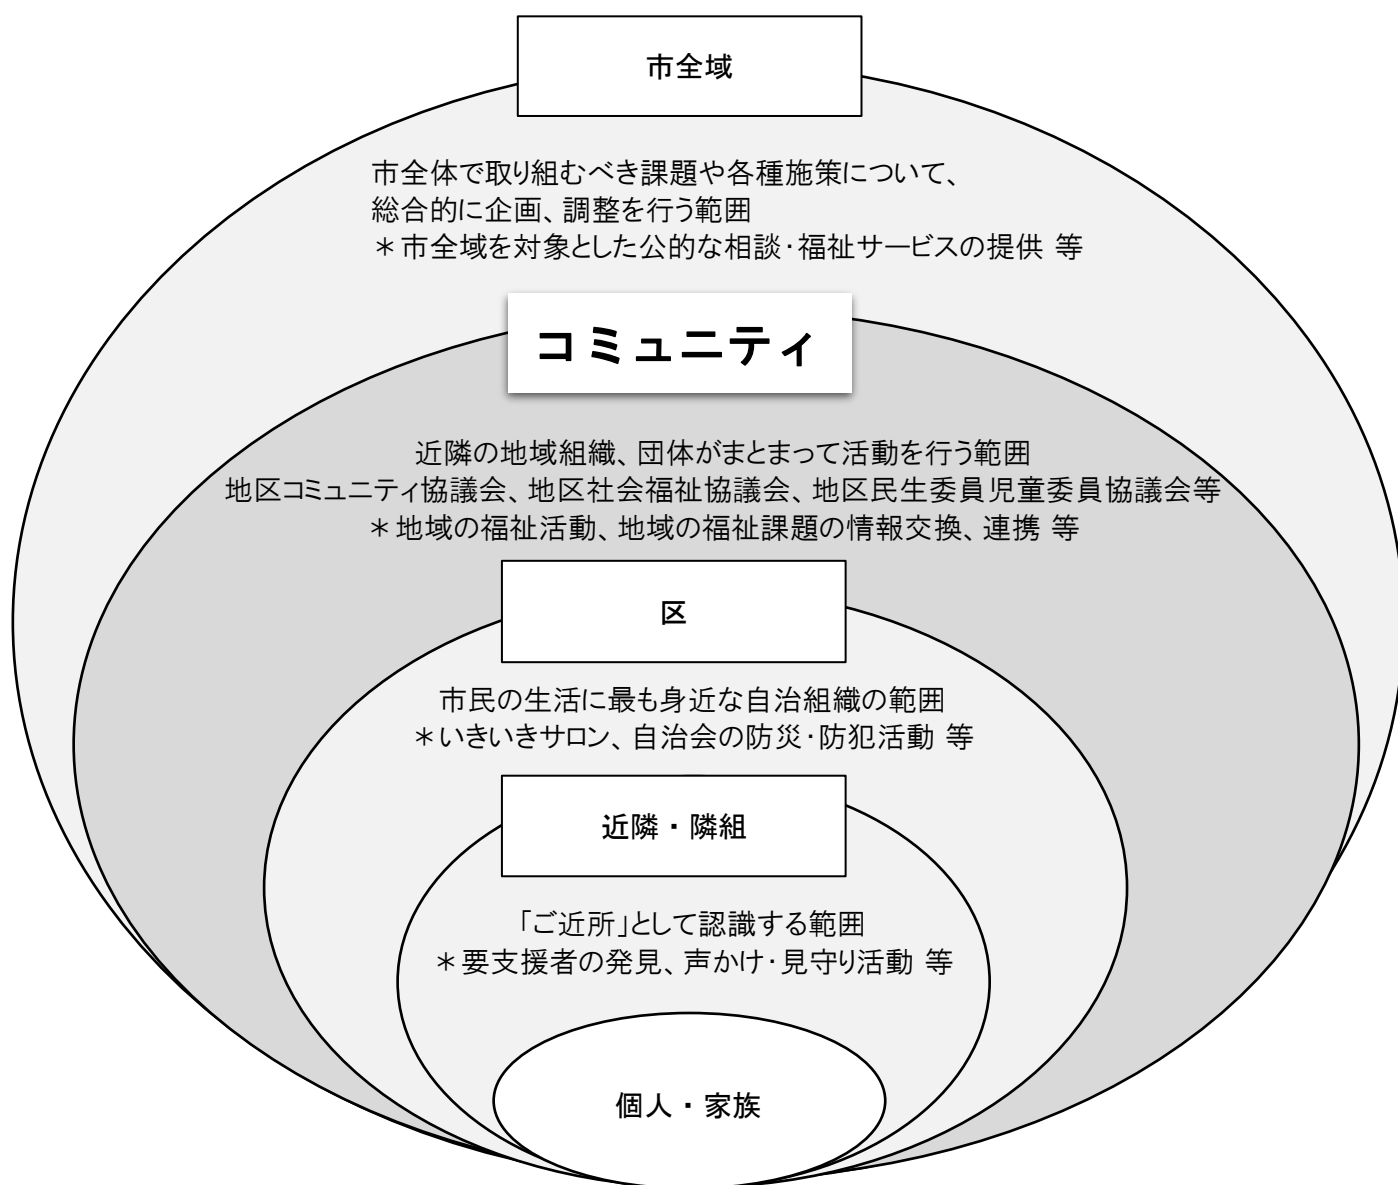 市全域
市全体で取り組むべき課題や各種施策について、
総合的に企画、調整を行う範囲
＊市全域を対象とした公的な相談・福祉サービスの提供 等
コミュニティ
近隣の地域組織、団体がまとまって活動を行う範囲
地区コミュニティ協議会、地区社会福祉協議会、地区民生委員児童委員協議会等
＊地域の福祉活動、地域の福祉課題の情報交換、連携 等
区
市民の生活に最も身近な自治組織の範囲
＊いきいきサロン、自治会の防災・防犯活動 等
近隣・隣組
「ご近所」として認識する範囲
＊要支援者の発見、声かけ・見守り活動 等
個人・家族